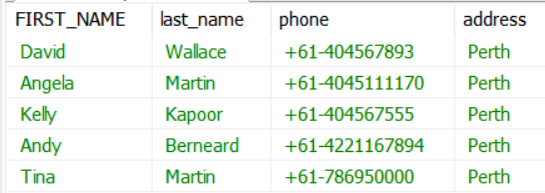 FIRST_NAME last_name phone address
David Wallace +61-404567893 Perth
Angela Martin +61-4045111170 Perth
Kelly Kapoor +61-404567555 Perth
Andy Berneard +61-4221167894 Perth
Tina Martin +61-786950000 Perth